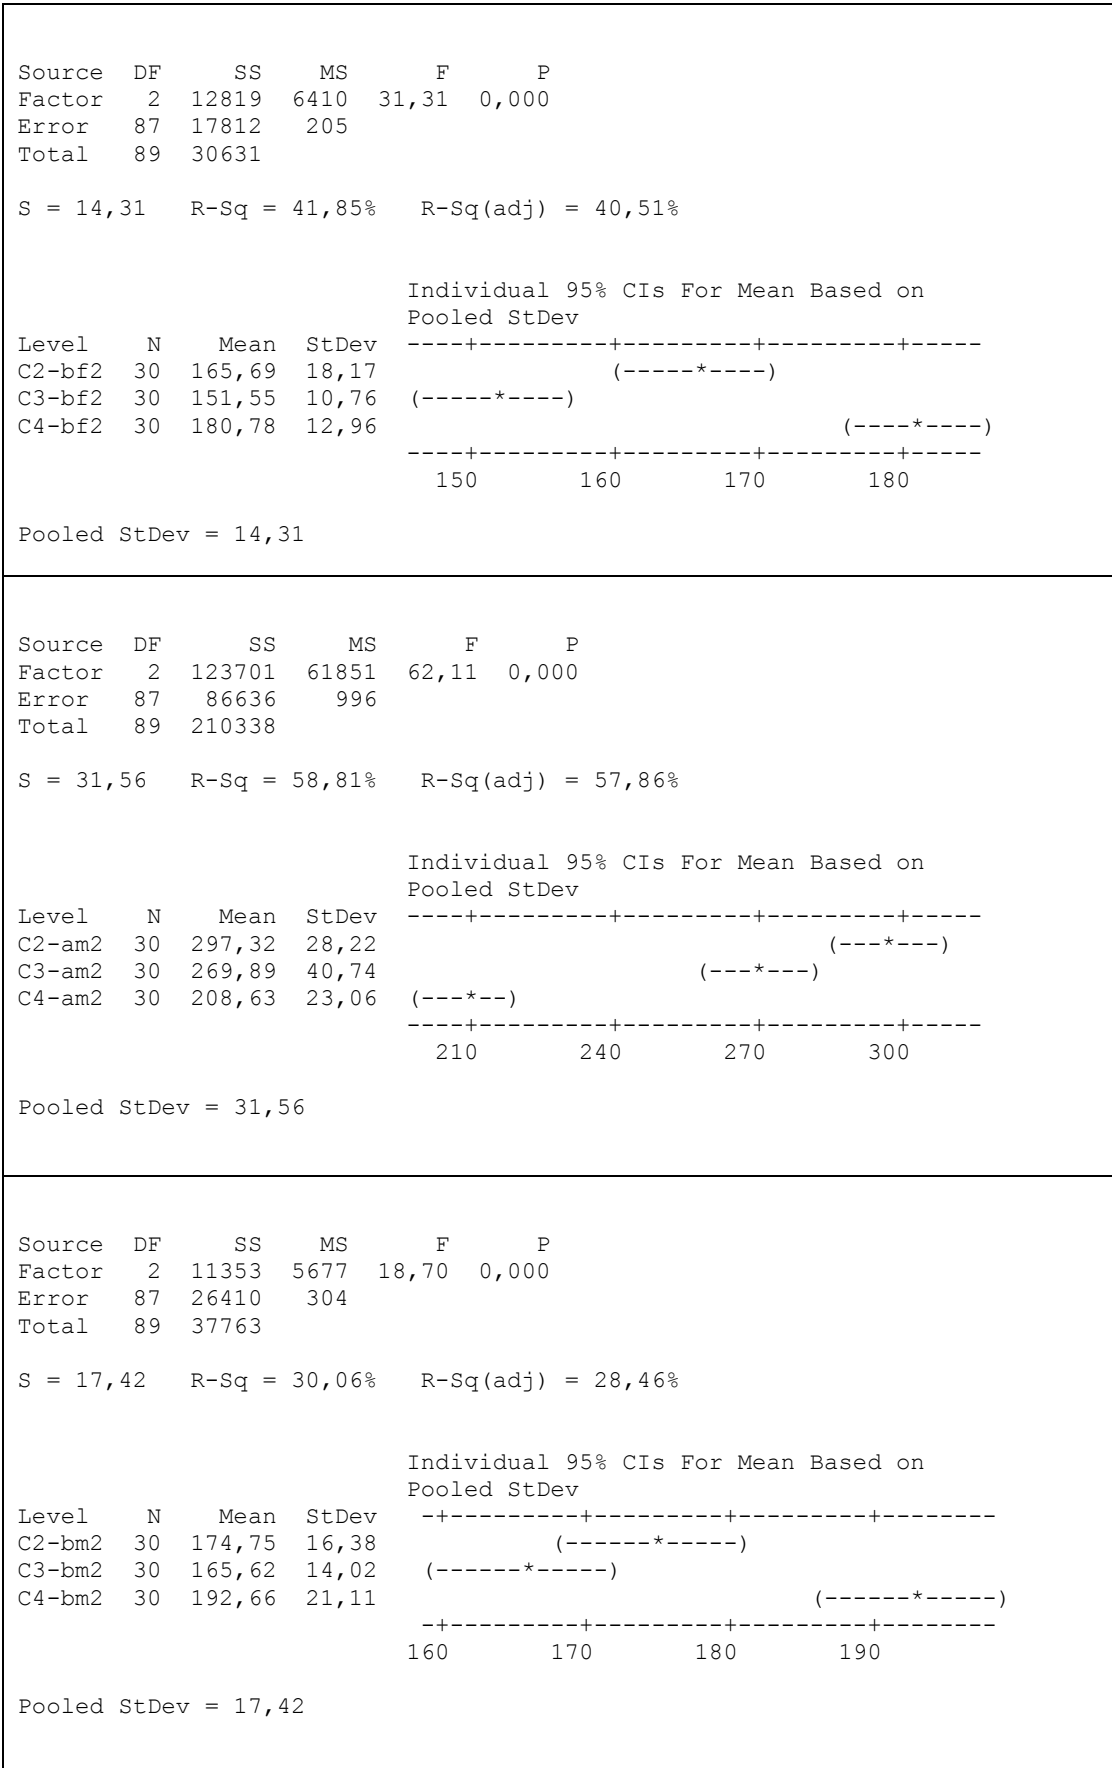 Source  DF     SS    MS      F      P
Factor   2  12819  6410  31,31  0,000
Error   87  17812   205
Total   89  30631
S = 14,31   R-Sq = 41,85%   R-Sq(adj) = 40,51%
                           Individual 95% CIs For Mean Based on
                           Pooled StDev
Level    N    Mean  StDev  ----+---------+---------+---------+-----
C2-bf2  30  165,69  18,17                (-----*----)
C3-bf2  30  151,55  10,76  (-----*----)
C4-bf2  30  180,78  12,96                                (----*----)
                           ----+---------+---------+---------+-----
                             150       160       170       180
Pooled StDev = 14,31
Source  DF      SS     MS      F      P
Factor   2  123701  61851  62,11  0,000
Error   87   86636    996
Total   89  210338
S = 31,56   R-Sq = 58,81%   R-Sq(adj) = 57,86%
                           Individual 95% CIs For Mean Based on
                           Pooled StDev
Level    N    Mean  StDev  ----+---------+---------+---------+-----
C2-am2  30  297,32  28,22                               (---*---)
C3-am2  30  269,89  40,74                      (---*---)
C4-am2  30  208,63  23,06  (---*--)
                           ----+---------+---------+---------+-----
                             210       240       270       300
Pooled StDev = 31,56
Source  DF     SS    MS      F      P
Factor   2  11353  5677  18,70  0,000
Error   87  26410   304
Total   89  37763
S = 17,42   R-Sq = 30,06%   R-Sq(adj) = 28,46%
                           Individual 95% CIs For Mean Based on
                           Pooled StDev
Level    N    Mean  StDev   -+---------+---------+---------+--------
C2-bm2  30  174,75  16,38            (------*-----)
C3-bm2  30  165,62  14,02   (------*-----)
C4-bm2  30  192,66  21,11                              (------*-----)
                            -+---------+---------+---------+--------
                           160       170       180       190
Pooled StDev = 17,42